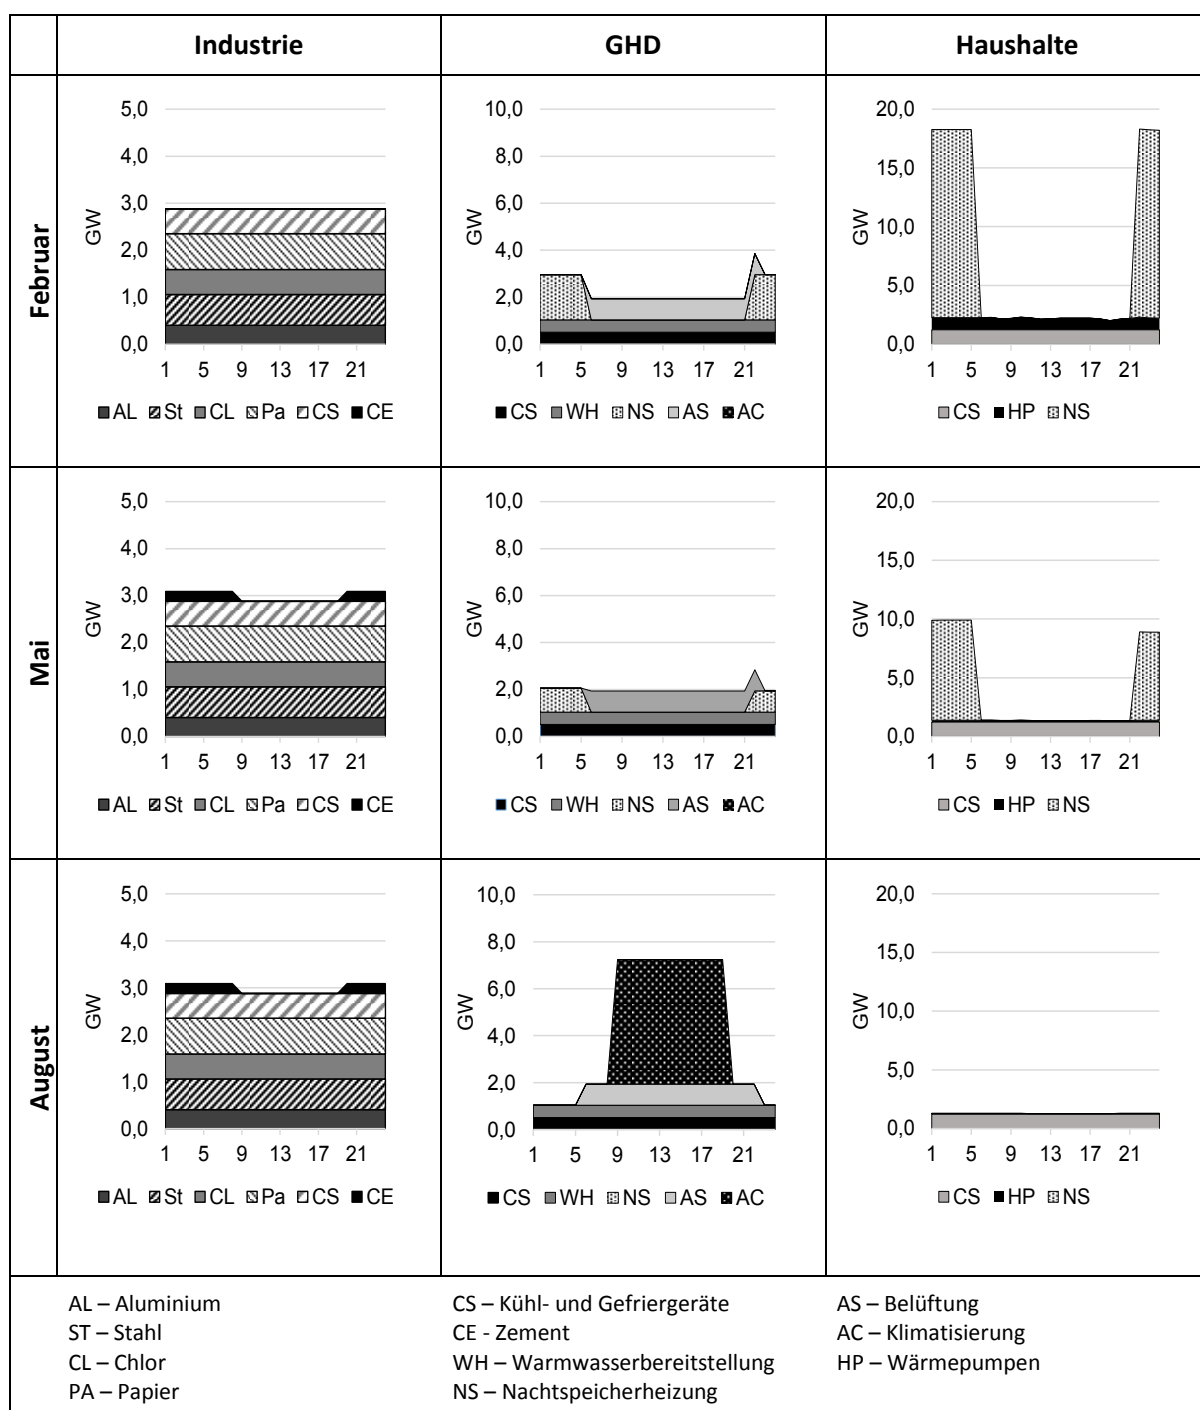 Industrie GHD Haushalte
Februar
5,0
4,0
3,0
2,0
1,0
0,0
GW
1 5 9 13 17 21
AL St CL Pa CS CE
10,0
8,0
6,0
4,0
2,0
0,0
GW
1 5 9 13 17 21
CS WH NS AS AC
20,0
15,0
10,0
5,0
0,0
GW
1 5 9 13 17 21
CS HP NS
Mai
5,0
4,0
3,0
2,0
1,0
0,0
GW
1 5 9 13 17 21
AL St CL Pa CS CE
10,0
8,0
6,0
4,0
2,0
0,0
GW
1 5 9 13 17 21
CS WH NS AS AC
20,0
15,0
10,0
5,0
0,0
GW
1 5 9 13 17 21
CS HP NS
August
5,0
4,0
3,0
2,0
1,0
0,0
GW
1 5 9 13 17 21
AL St CL Pa CS CE
10,0
8,0
6,0
4,0
2,0
0,0
GW
1 5 9 13 17 21
CS WH NS AS AC
20,0
15,0
10,0
5,0
0,0
GW
1 5 9 13 17 21
CS HP NS
AL – Aluminium
ST – Stahl
CL – Chlor
PA – Papier
CS – Kühl- und Gefriergeräte
CE - Zement
WH – Warmwasserbereitstellung
NS – Nachtspeicherheizung
AS – Belüftung
AC – Klimatisierung
HP – Wärmepumpen